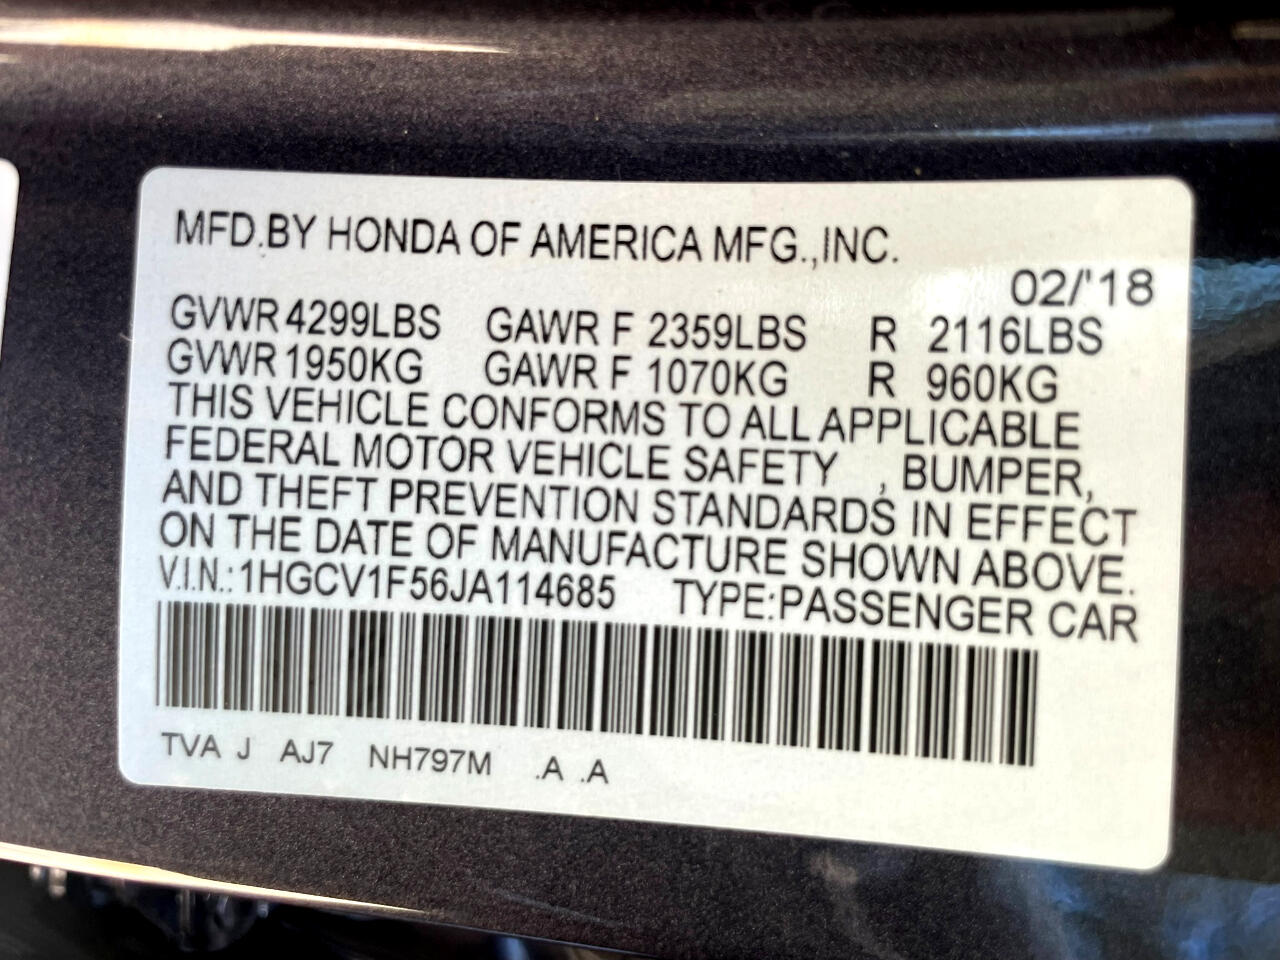 MFD.BY HONDA OF AMERICA MFG.,INC.
02/'18
GVWR 4299LBS GAWR F 2359LBS R 2116LBS
GVWR 1950KG GAWR F 1070KG R 960KG
THIS VEHICLE CONFORMS TO ALL APPLICABLE
FEDERAL MOTOR VEHICLE SAFETY , BUMPER,
AND THEFT PREVENTION STANDARDS IN EFFECT
ON THE DATE OF MANUFACTURE SHOWN ABOVE.
V.I.N.:1HGCV1F56JA114685 TYPE:PASSENGER CAR
TVA J AJ7 NH797M .A .A